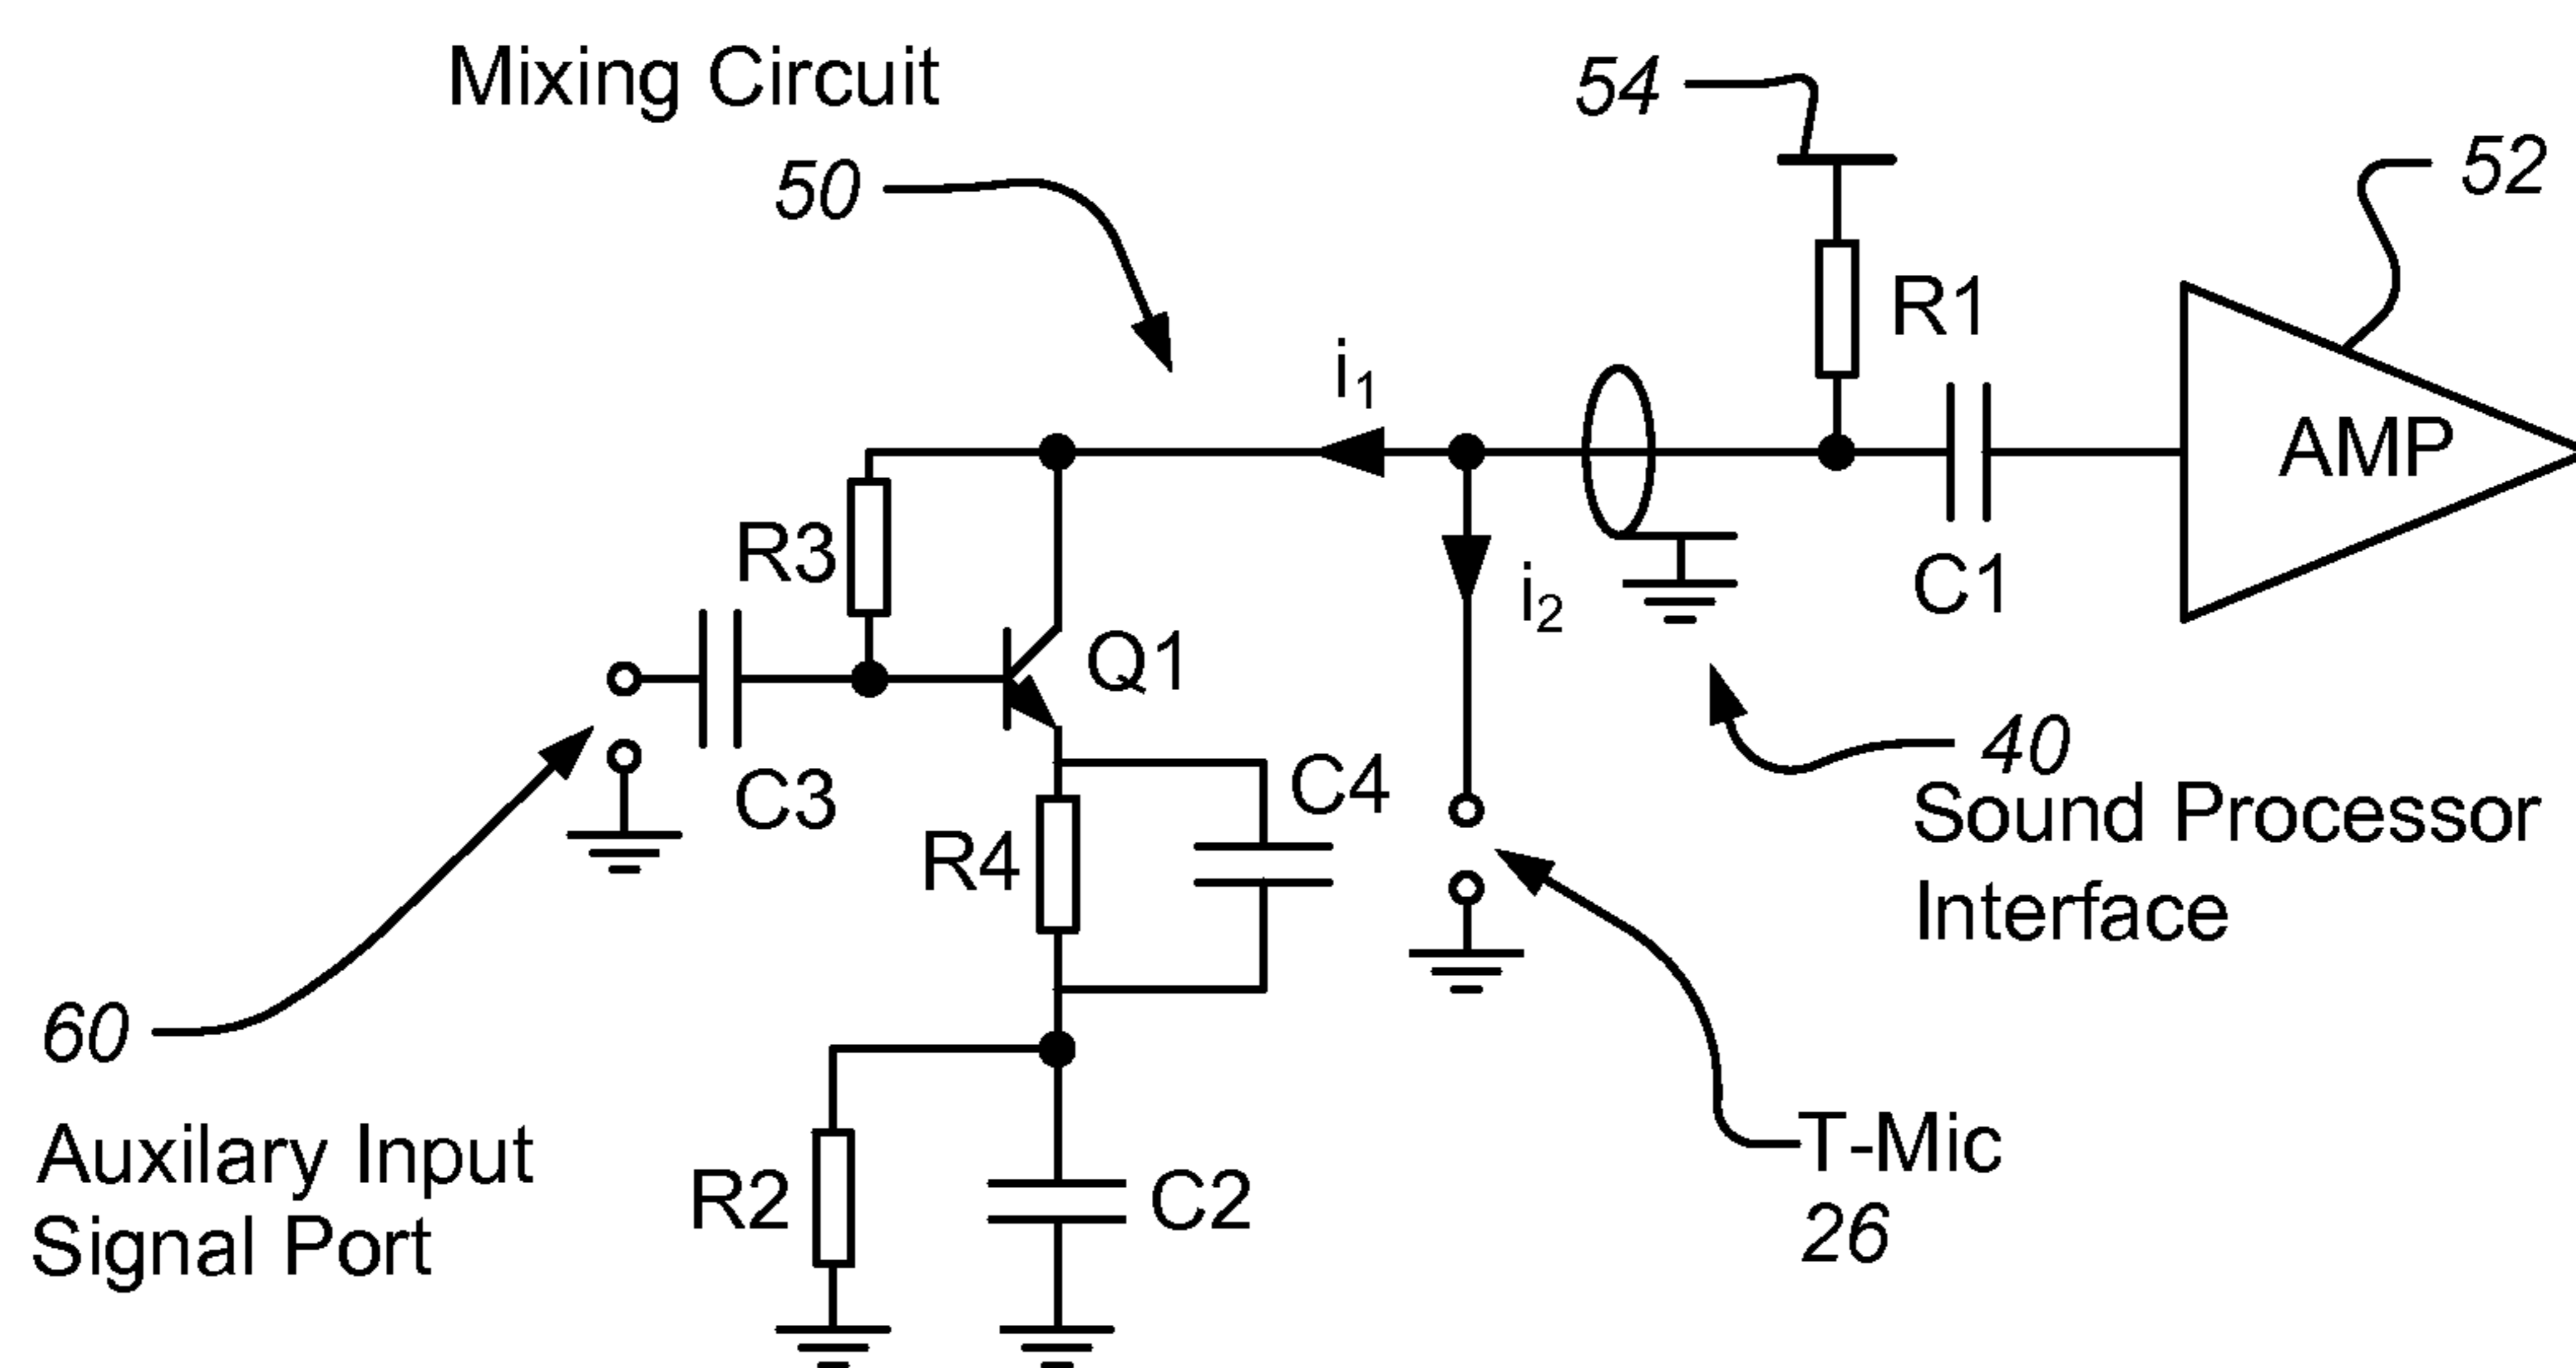 Mixing Circuit
50
54
52
R1
AMP
i1
C1
R3
i2
Q1
C3
C4
R4
40
Sound Processor
Interface
60
Auxilary Input
Signal Port
R2
C2
T-Mic
26